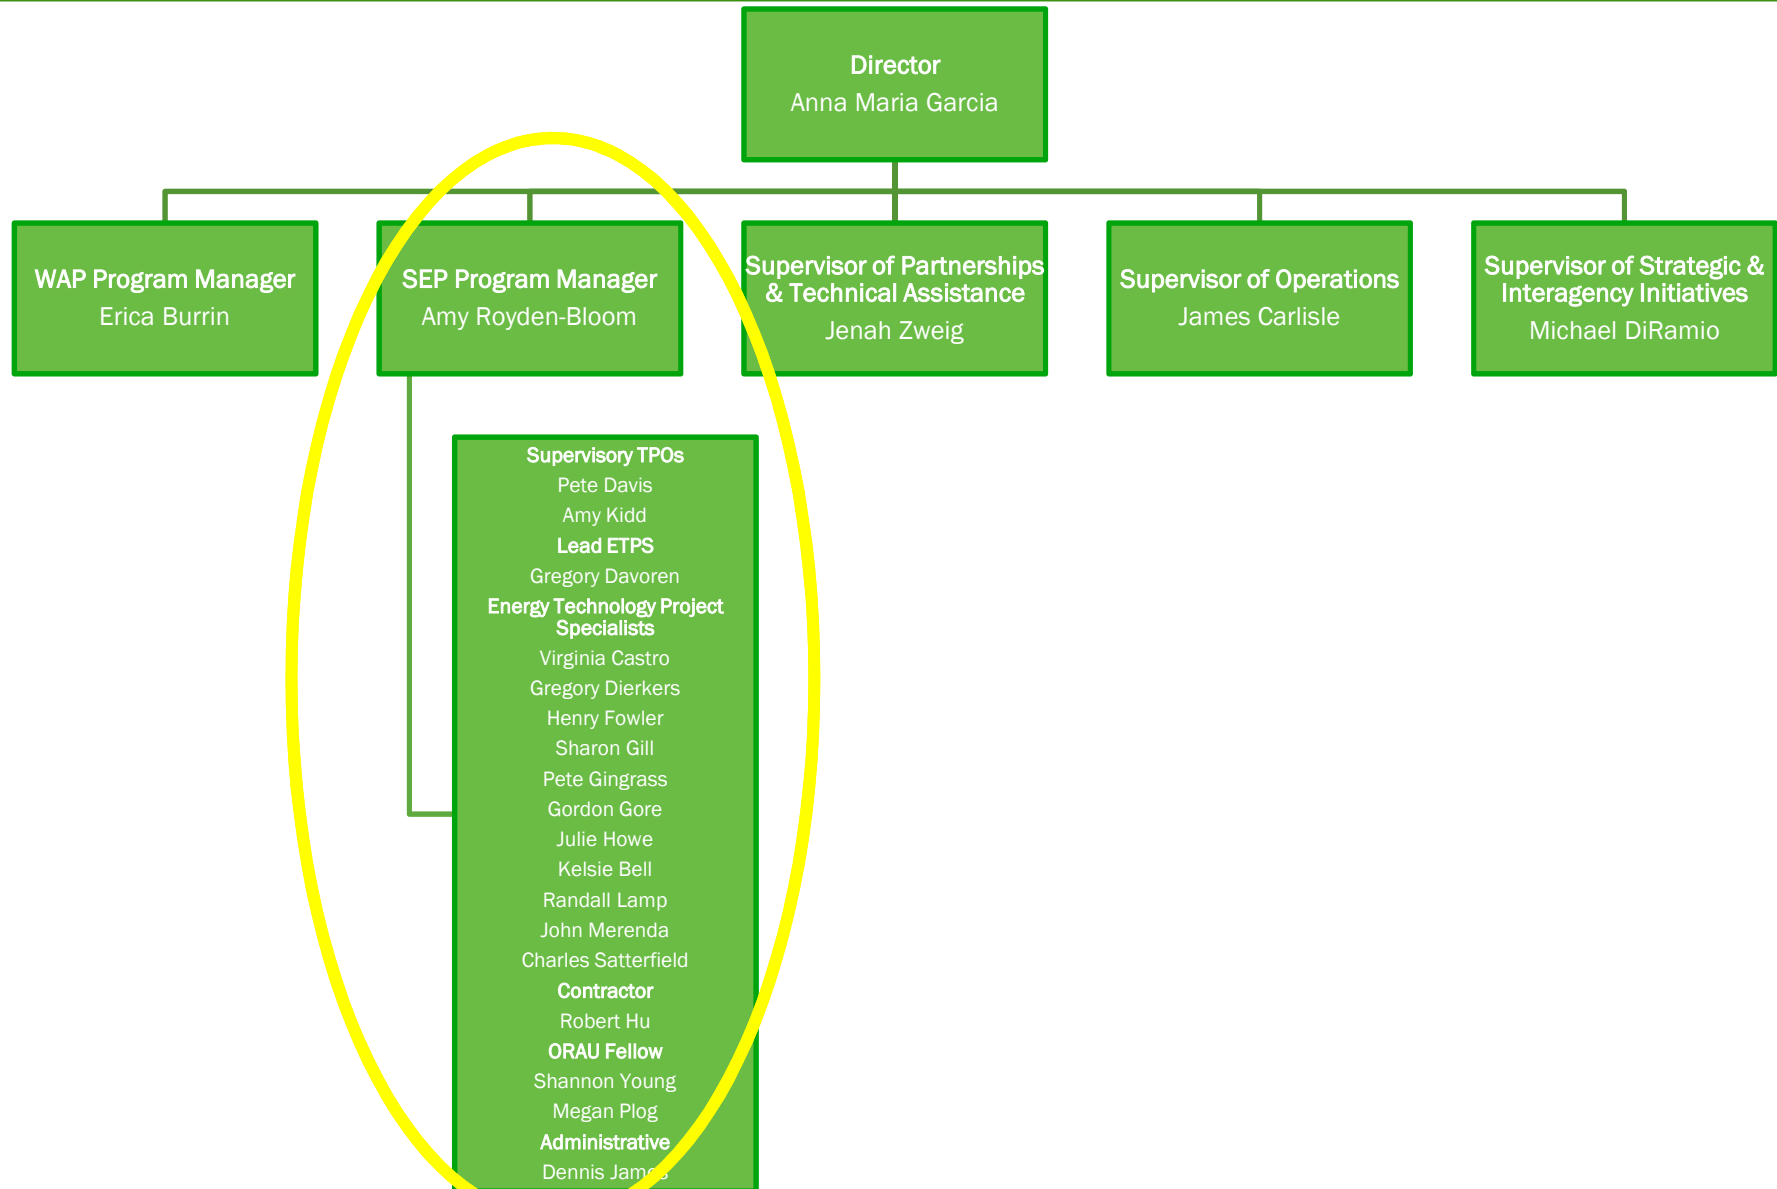 Director
Anna Maria Garcia
WAP Program Manager
Erica Burrin
SEP Program Manager
Amy Royden-Bloom
Supervisor of Partnerships
& Technical Assistance
Jenah Zweig
Supervisor of Operations
James Carlisle
Supervisor of Strategic &
Interagency Initiatives
Michael DiRamio
Supervisory TPOs
Pete Davis
Amy Kidd
Lead ETPS
Gregory Davoren
Energy Technology Project
Specialists
Virginia Castro
Gregory Dierkers
Henry Fowler
Sharon Gill
Pete Gingrass
Gordon Gore
Julie Howe
Kelsie Bell
Randall Lamp
John Merenda
Charles Satterfield
Contractor
Robert Hu
ORAU Fellow
Shannon Young
Megan Plog
Administrative
Dennis James